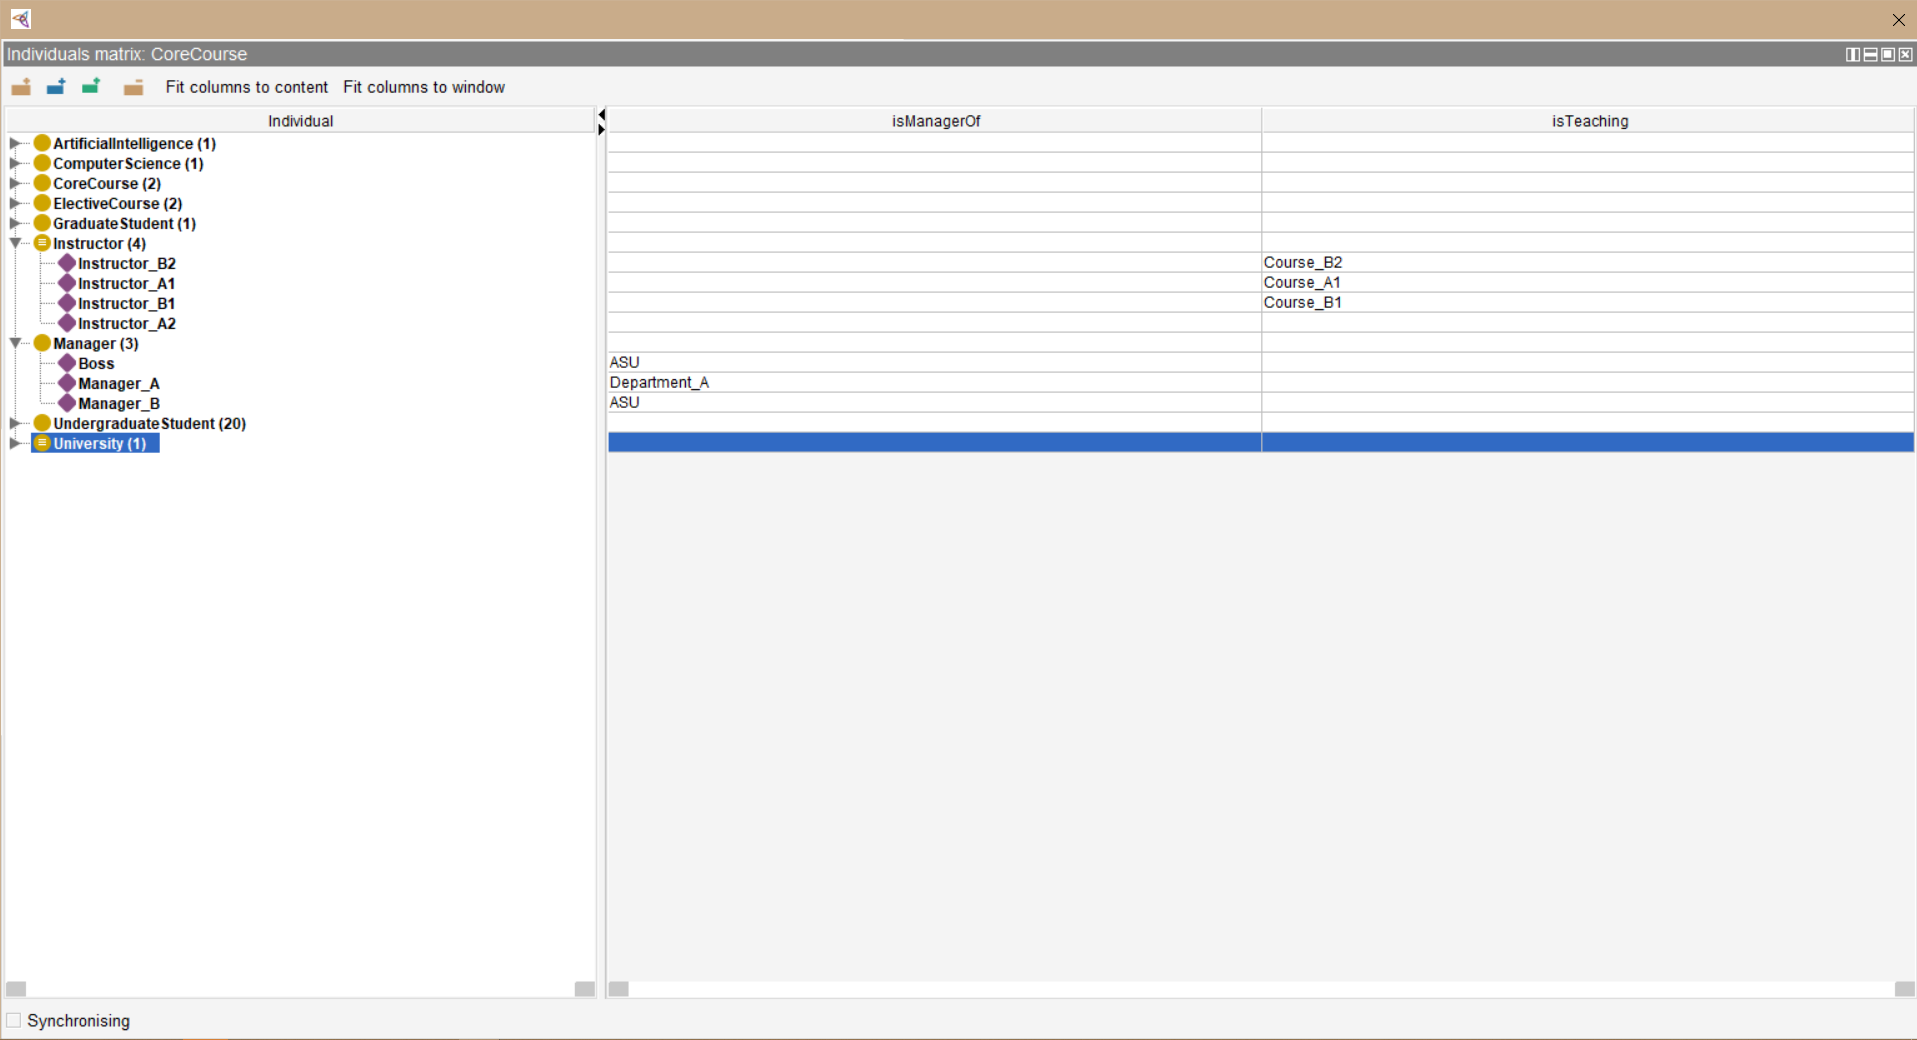 Individuals matrix: CoreCourse
Fit columns to content Fit columns to window
Individual isManagerOf isTeaching
ArtificialIntelligence (1)
ComputerScience (1)
CoreCourse (2)
ElectiveCourse (2)
GraduateStudent (1)
Instructor (4)
Instructor_B2 Course_B2
Instructor_A1 Course_A1
Instructor_B1 Course_B1
Instructor_A2
Manager (3)
Boss ASU
Manager_A Department_A
Manager_B ASU
UndergraduateStudent (20)
University (1)
Synchronising